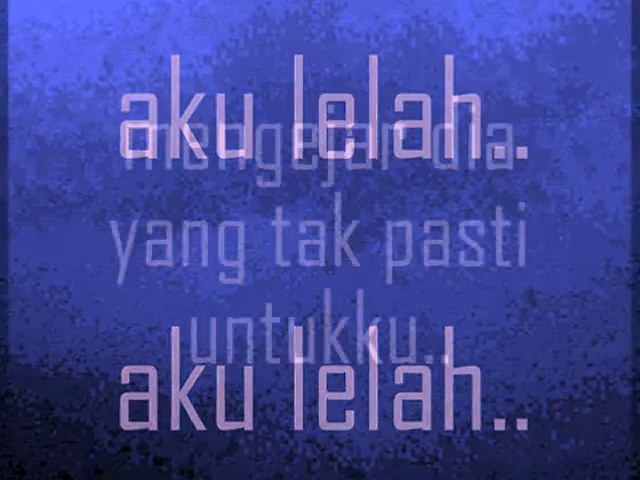 aku lelah..
mengejar dia
yang tak pasti
untukku..
aku lelah..